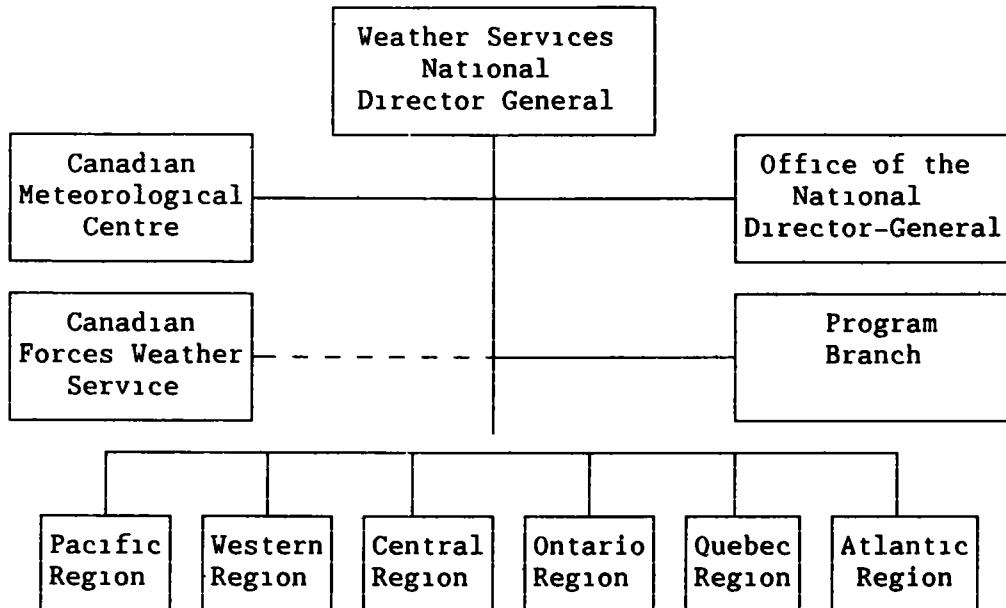 Weather Services
National
Director General
Canadian
Meteorological
Centre
Office of the
National
Director-General
Canadian
Forces Weather
Service
Program
Branch
Pacific
Region
Western
Region
Central
Region
Ontario
Region
Quebec
Region
Atlantic
Region